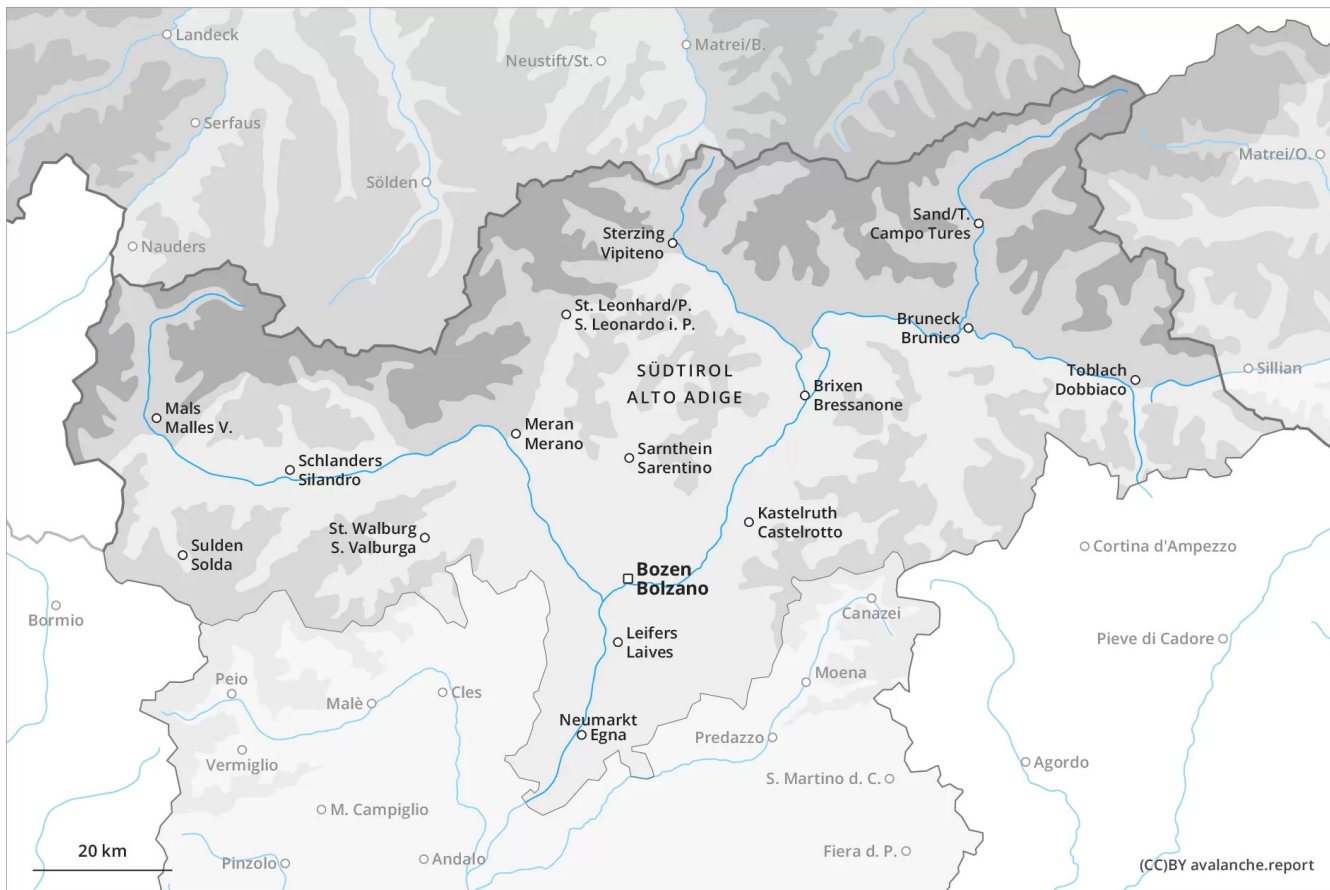 Landeck
Matrei/B.
Neustift/St.
Serfaus
Matrei/O.
Sölden
Sand/T.
Campo Tures
Sterzing
Vipiteno
Nauders
St. Leonhard/P.
S. Leonardo i. P.
Bruneck
Brunico
SÜDTIROL
ALTO ADIGE
Toblach
Dobbiaco
Sillian
Brixen
Bressanone
Mals
Malles V.
Meran
Merano
Sarnthein
Sarentino
Schlanders
Silandro
Kastelruth
Castelrotto
St. Walburg
S. Valburga
Sulden
Solda
Cortina d'Ampezzo
Bozen
Bolzano
Bormio
Canazei
Leifers
Laives
Pieve di Cadore
Peio
Moena
Malè
Cles
Neumarkt
Egna
Predazzo
Vermiglio
Agordo
S. Martino d. C.
M. Campiglio
20 km
Pinzolo
Andalo
Fiera d. P.
(CC)BY avalanche.report